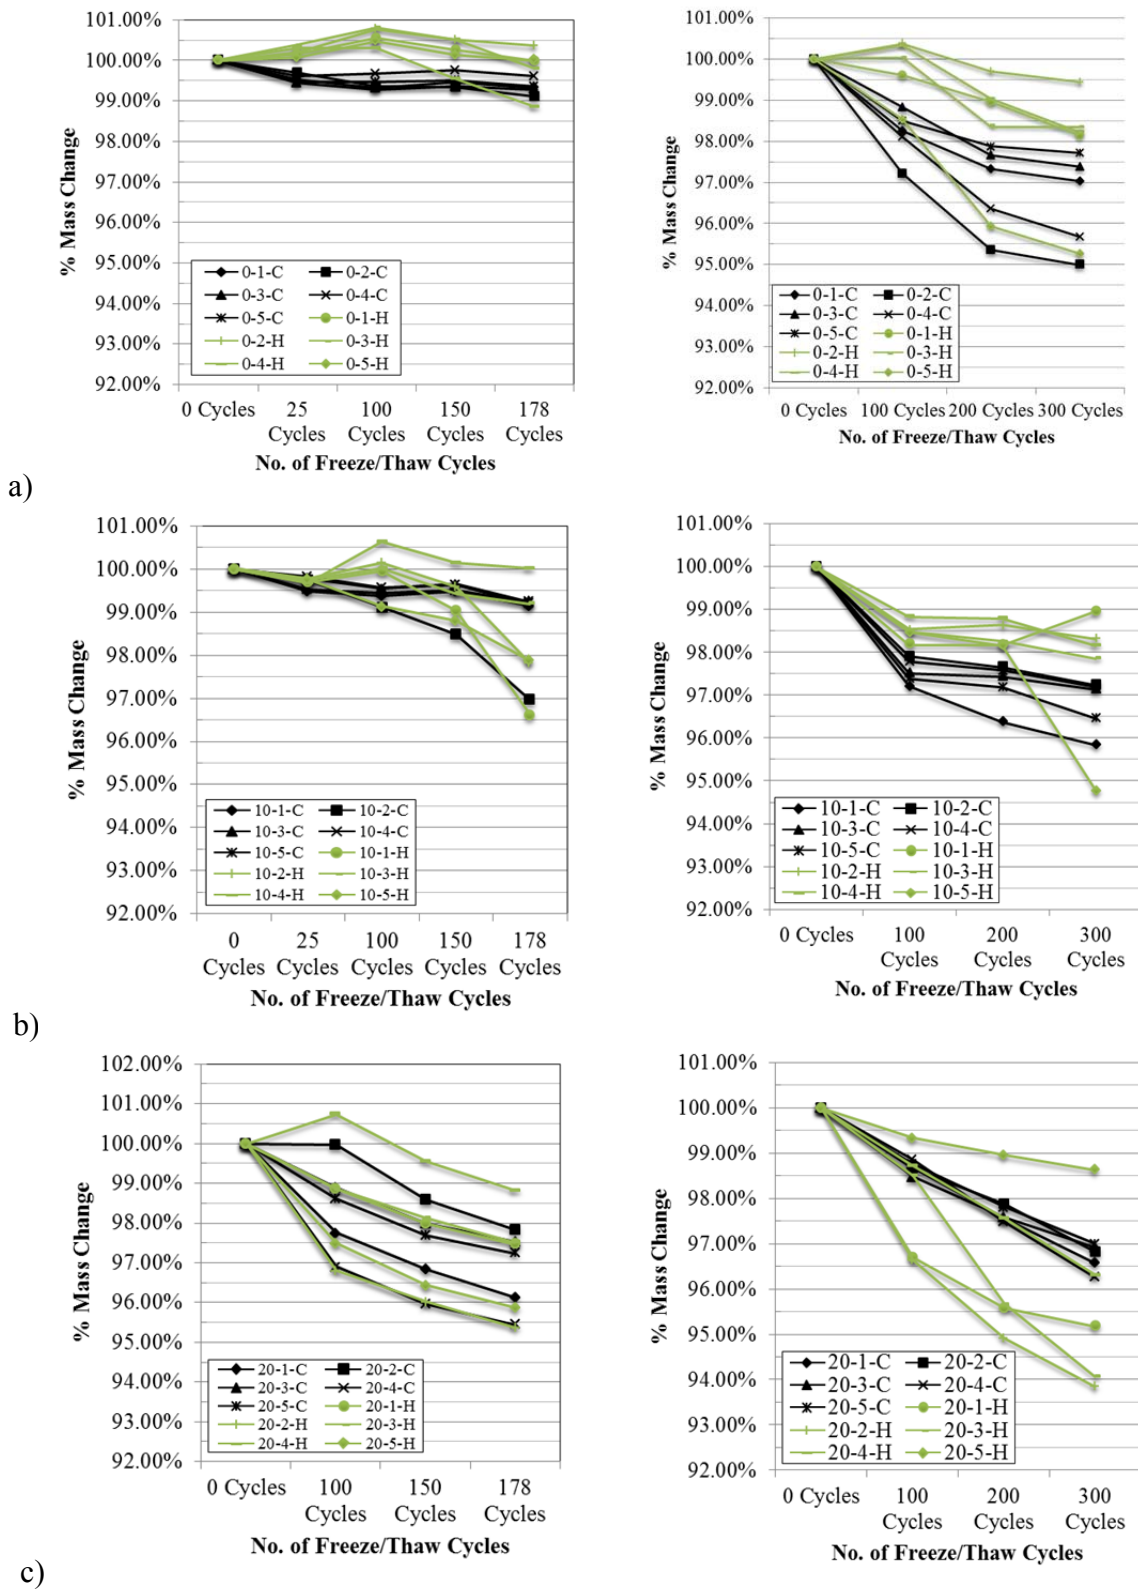 101.00%
100.00%
99.00%
98.00%
97.00%
96.00%
95.00%
94.00%
93.00%
92.00%
% Mass Change
0-1-C 0-2-C
0-3-C 0-4-C
0-5-C 0-1-H
0-2-H 0-3-H
0-4-H 0-5-H
0 Cycles 25 100 150 178
Cycles Cycles Cycles Cycles
No. of Freeze/Thaw Cycles
101.00%
100.00%
99.00%
98.00%
97.00%
96.00%
95.00%
94.00%
93.00%
92.00%
% Mass Change
0-1-C 0-2-C
0-3-C 0-4-C
0-5-C 0-1-H
0-2-H 0-3-H
0-4-H 0-5-H
0 Cycles 100 Cycles 200 Cycles 300 Cycles
No. of Freeze/Thaw Cycles
a)
101.00%
100.00%
99.00%
98.00%
97.00%
96.00%
95.00%
94.00%
93.00%
92.00%
% Mass Change
10-1-C 10-2-C
10-3-C 10-4-C
10-5-C 10-1-H
10-2-H 10-3-H
10-4-H 10-5-H
0 25 100 150 178
Cycles Cycles Cycles Cycles Cycles
No. of Freeze/Thaw Cycles
101.00%
100.00%
99.00%
98.00%
97.00%
96.00%
95.00%
94.00%
93.00%
92.00%
% Mass Change
10-1-C 10-2-C
10-3-C 10-4-C
10-5-C 10-1-H
10-2-H 10-3-H
10-4-H 10-5-H
0 Cycles 100 200 300
Cycles Cycles Cycles
No. of Freeze/Thaw Cycles
b)
102.00%
101.00%
100.00%
99.00%
98.00%
97.00%
96.00%
95.00%
94.00%
93.00%
92.00%
% Mass Change
20-1-C 20-2-C
20-3-C 20-4-C
20-5-C 20-1-H
20-2-H 20-3-H
20-4-H 20-5-H
0 Cycles 100 150 178
Cycles Cycles Cycles
No. of Freeze/Thaw Cycles
101.00%
100.00%
99.00%
98.00%
97.00%
96.00%
95.00%
94.00%
93.00%
92.00%
% Mass Change
20-1-C 20-2-C
20-3-C 20-4-C
20-5-C 20-1-H
20-2-H 20-3-H
20-4-H 20-5-H
0 Cycles 100 200 300
Cycles Cycles Cycles
No. of Freeze/Thaw Cycles
c)